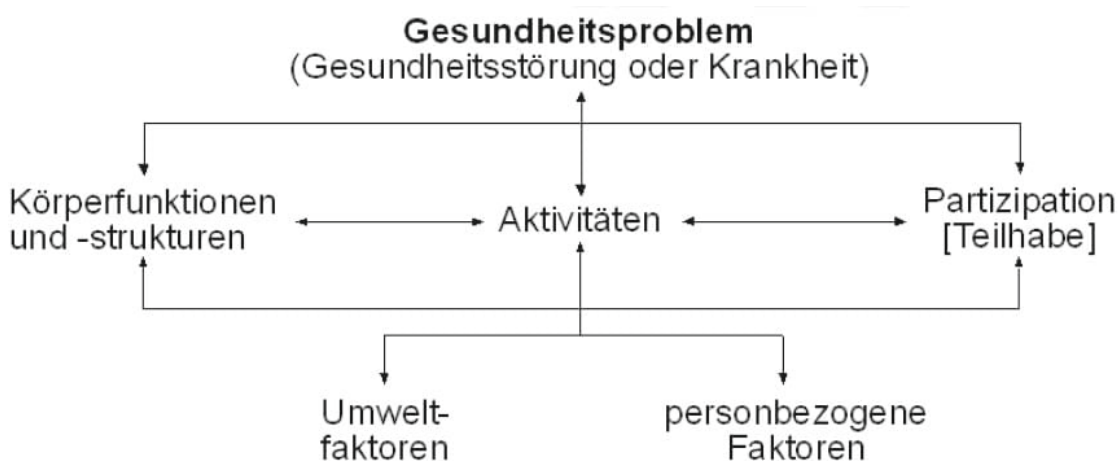 Gesundheitsproblem
(Gesundheitsstörung oder Krankheit)
Körperfunktionen
und -strukturen
Aktivitäten
Partizipation
[Teilhabe]
Umwelt-
faktoren
personbezogene
Faktoren